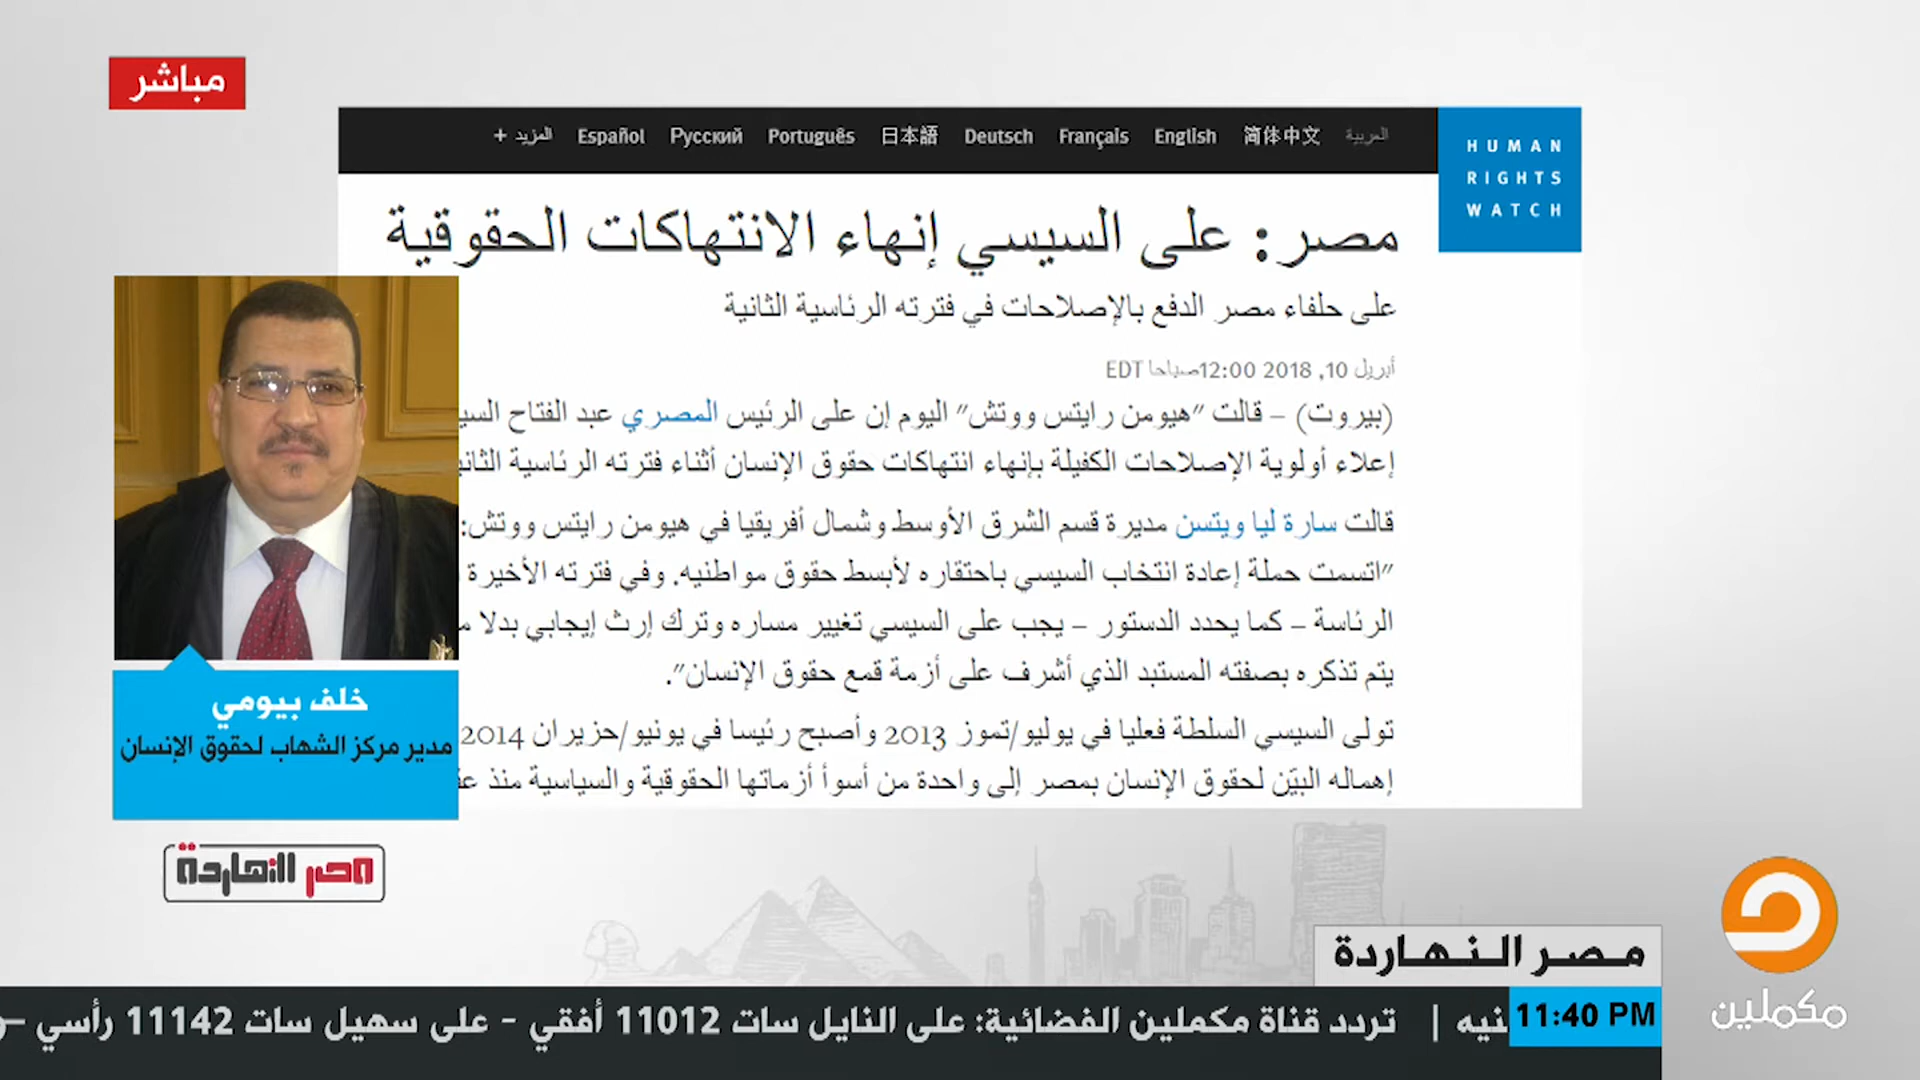 مباشر
HUMAN
RIGHTS
WATCH
العربية 简体中文 English Français Deutsch 日本語 Português Русский Español المزيد +
مصر: على السيسي إنهاء الانتهاكات الحقوقية
على حلفاء مصر الدفع بالإصلاحات في فترته الرئاسية الثانية
أبريل 10, 2018 12:00صباحا EDT
(بيروت) – قالت "هيومن رايتس ووتش" اليوم إن على الرئيس المصري عبد الفتاح
إعلاء أولوية الإصلاحات الكفيلة بإنهاء انتهاكات حقوق الإنسان أثناء فترته الرئاسية
قالت سارة ليا ويتسن مديرة قسم الشرق الأوسط وشمال أفريقيا في هيومن رايتس ووتش:
"اتسمت حملة إعادة انتخاب السيسي باحتقاره لأبسط حقوق مواطنيه. وفي فترته الأخيرة
الرئاسة – كما يحدد الدستور – يجب على السيسي تغيير مساره وترك إرث إيجابي بدلا
يتم تذكره بصفته المستبد الذي أشرف على أزمة قمع حقوق الإنسان".
تولى السيسي السلطة فعليا في يوليو/تموز 2013 وأصبح رئيسا في يونيو/حزيران 2014
إهماله البيّن لحقوق الإنسان بمصر إلى واحدة من أسوأ أزماتها الحقوقية والسياسية منذ
خلف بيومي
مدير مركز الشهاب لحقوق الإنسان
مصر النهاردة
مصر النهاردة
11:40 PM
نيه | تردد قناة مكملين الفضائية: على النايل سات 11012 أفقي - على سهيل سات 11142 رأسي –
مكملين